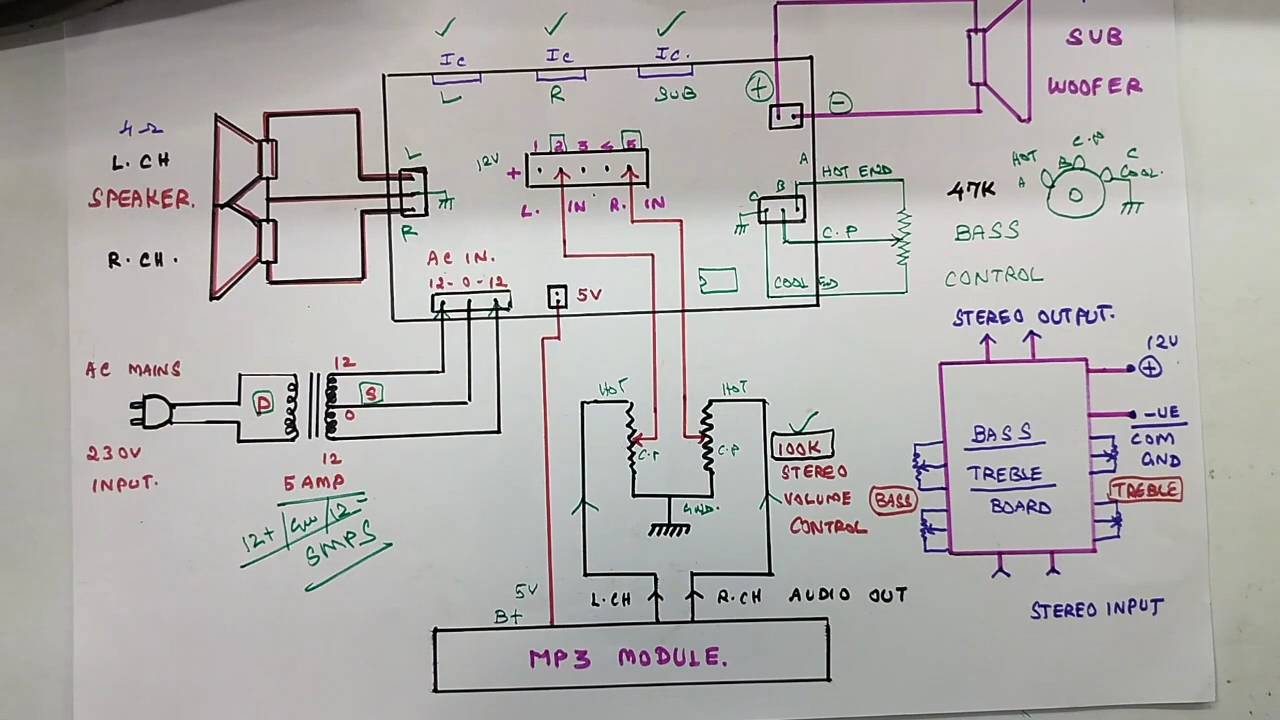 Ic
Ic
Ic.
L
R
SUB
SUB
WOOFER
+
-
4Ω
L.CH
SPEAKER.
R.CH.
L
R
12V
+
1 2 3 4 5
L. IN R. IN
A
B
C
HOT END
C.P
COOL END
47K
BASS
CONTROL
HOT
A
B
C.P
C
COOL.
AC IN.
12-0-12
5V
AC MAINS
230V
INPUT.
P
S
12
0
12
5 AMP
12+/GND/12
SMPS
HOT
HOT
C.P
C.P
GND.
100K
STEREO
VOLUME
CONTROL
5V
B+
L.CH
R.CH
AUDIO OUT
MP3 MODULE.
STEREO OUTPUT.
12V
+
-VE
COM
GND
BASS
TREBLE
BOARD
BASS
TREBLE
STEREO INPUT